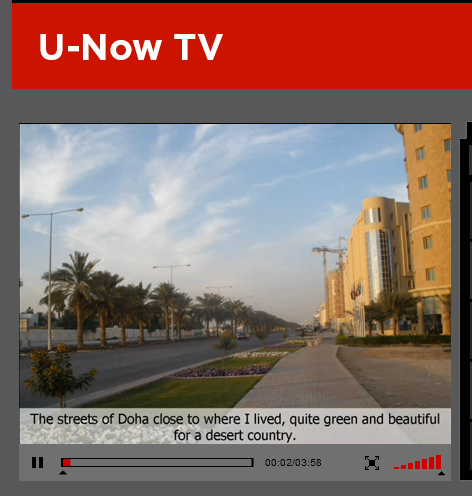 U-Now TV
The streets of Doha close to where I lived, quite green and beautiful
for a desert country.
00:02/03:58